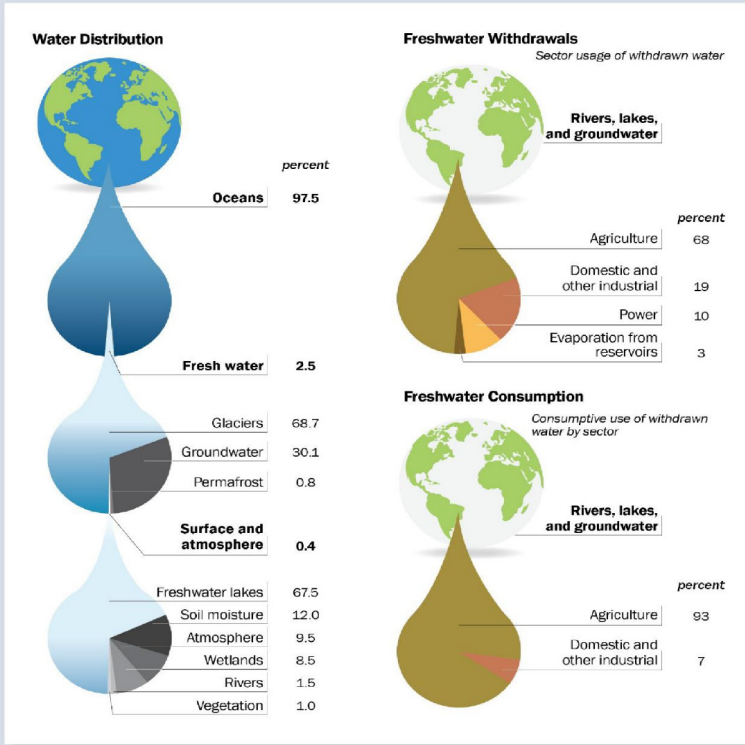 Water Distribution
percent
Oceans 97.5
Fresh water 2.5
Glaciers 68.7
Groundwater 30.1
Permafrost 0.8
Surface and
atmosphere 0.4
Freshwater lakes 67.5
Soil moisture 12.0
Atmosphere 9.5
Wetlands 8.5
Rivers 1.5
Vegetation 1.0
Freshwater Withdrawals
Sector usage of withdrawn water
Rivers, lakes,
and groundwater
percent
Agriculture 68
Domestic and
other industrial 19
Power 10
Evaporation from
reservoirs 3
Freshwater Consumption
Consumptive use of withdrawn
water by sector
Rivers, lakes,
and groundwater
percent
Agriculture 93
Domestic and
other industrial 7